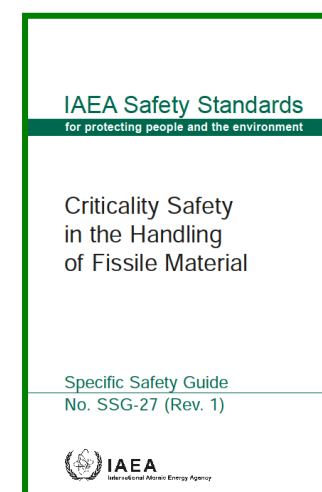 IAEA Safety Standards
for protecting people and the environment
Criticality Safety
in the Handling
of Fissile Material
Specific Safety Guide
No. SSG-27 (Rev. 1)
IAEA
International Atomic Energy Agency